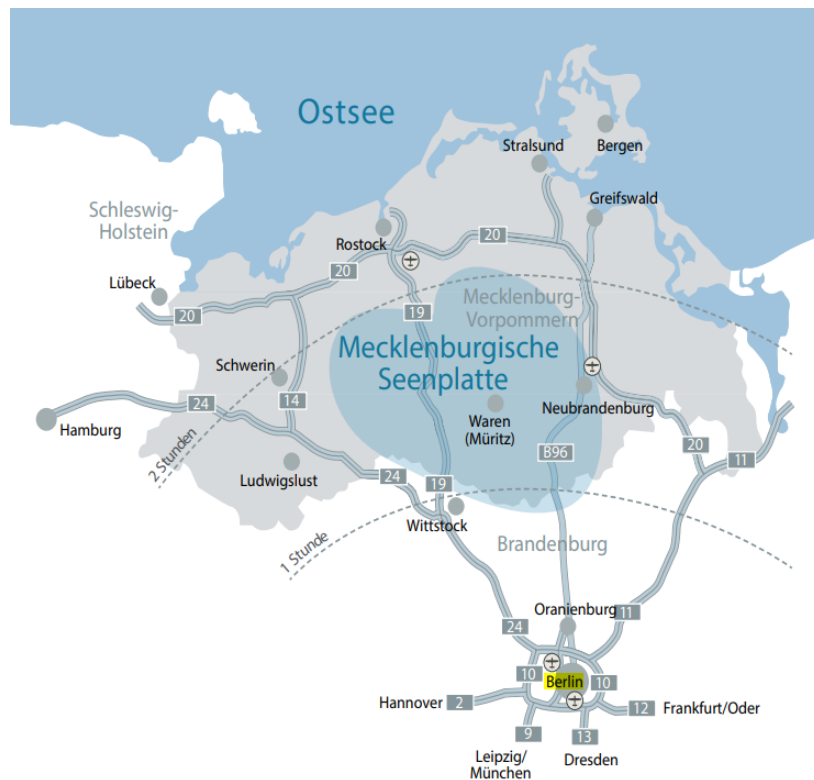 Ostsee
Stralsund
Bergen
Schleswig-
Holstein
Greifswald
Rostock
20
20
Lübeck
Mecklenburg-
Vorpommern
19
20
Mecklenburgische
Seenplatte
Schwerin
Neubrandenburg
24
14
Waren
(Müritz)
Hamburg
20
11
B96
2 Stunden
Ludwigslust
24
19
Wittstock
Brandenburg
1 Stunde
Oranienburg
11
24
10
Berlin
10
Hannover
2
12
Frankfurt/Oder
9
13
Leipzig/
München
Dresden